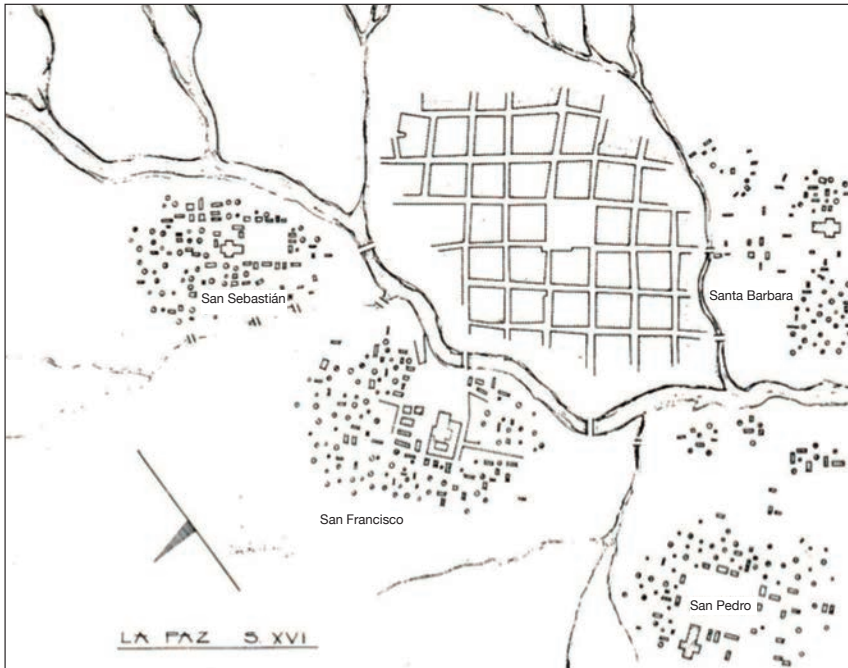 San Sebastián
Santa Barbara
San Francisco
San Pedro
LA PAZ S. XVI